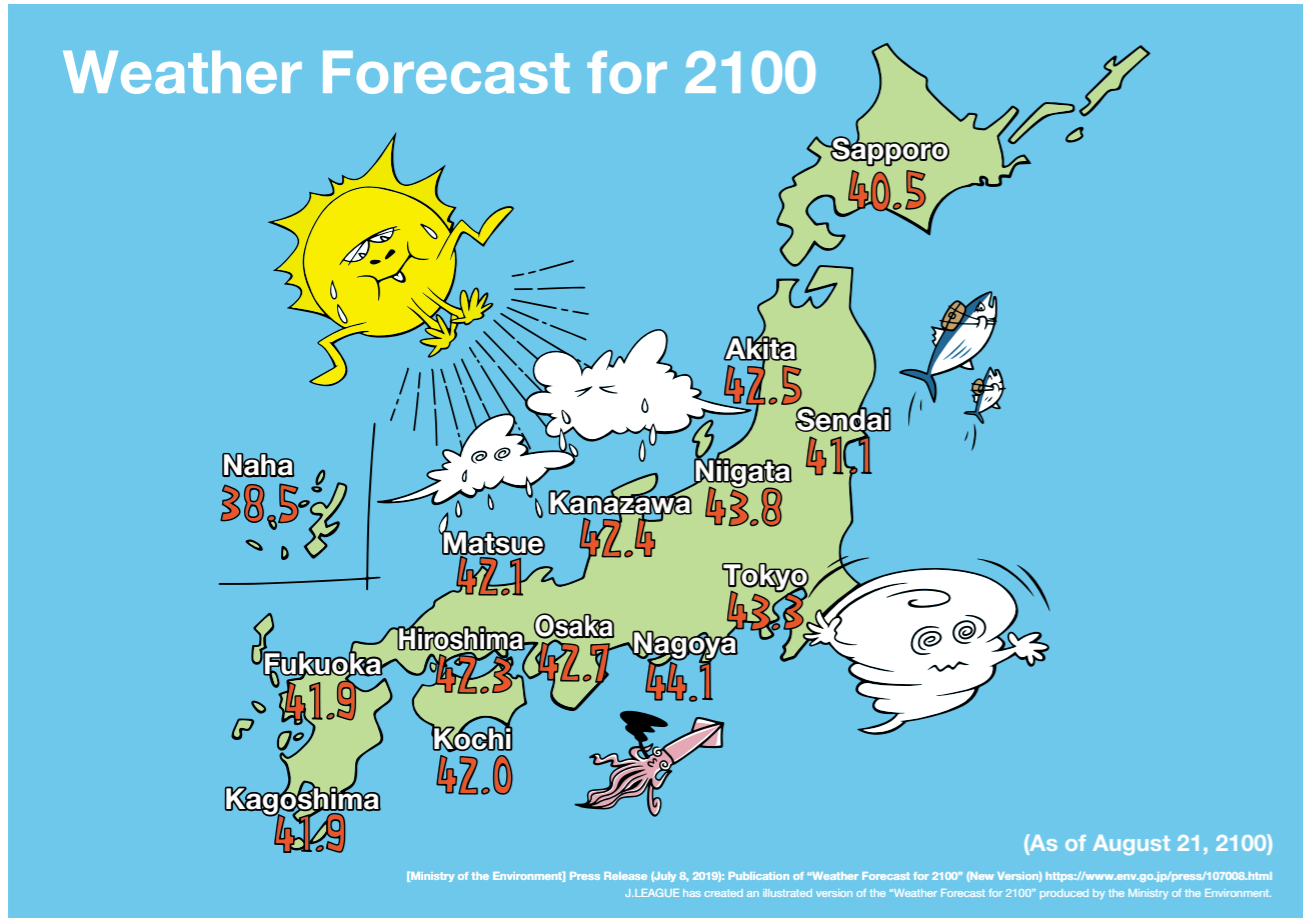 Weather Forecast for 2100
Sapporo
40.5
Akita
42.5
Sendai
41.1
Naha
38.5
Niigata
43.8
Kanazawa
42.4
Matsue
42.1
Tokyo
43.3
Osaka
42.7
Hiroshima
42.3
Nagoya
44.1
Fukuoka
41.9
Kochi
42.0
Kagoshima
41.9
(As of August 21, 2100)
[Ministry of the Environment] Press Release (July 8, 2019): Publication of “Weather Forecast for 2100” (New Version) https://www.env.go.jp/press/107008.html
J.LEAGUE has created an illustrated version of the “Weather Forecast for 2100” produced by the Ministry of the Environment.